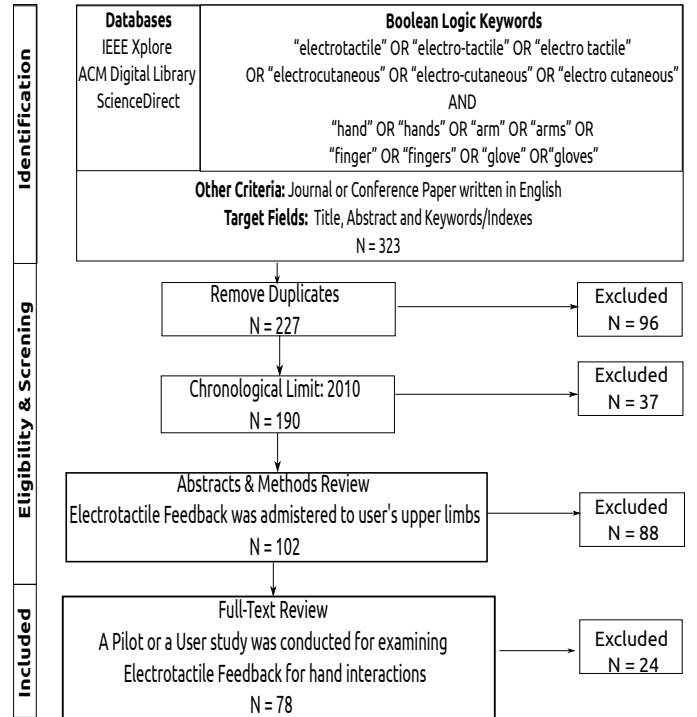 Identification
Databases
IEEE Xplore
ACM Digital Library
ScienceDirect
Boolean Logic Keywords
“electrotactile” OR “electro-tactile” OR “electro tactile”
OR “electrocutaneous” OR “electro-cutaneous” OR “electro cutaneous”
AND
“hand” OR “hands” OR “arm” OR “arms” OR
“finger” OR “fingers” OR “glove” OR“gloves”
Other Criteria: Journal or Conference Paper written in English
Target Fields: Title, Abstract and Keywords/Indexes
N = 323
Eligibility & Screning
Remove Duplicates
N = 227
Excluded
N = 96
Chronological Limit: 2010
N = 190
Excluded
N = 37
Abstracts & Methods Review
Electrotactile Feedback was admistered to user's upper limbs
N = 102
Excluded
N = 88
Included
Full-Text Review
A Pilot or a User study was conducted for examining
Electrotactile Feedback for hand interactions
N = 78
Excluded
N = 24